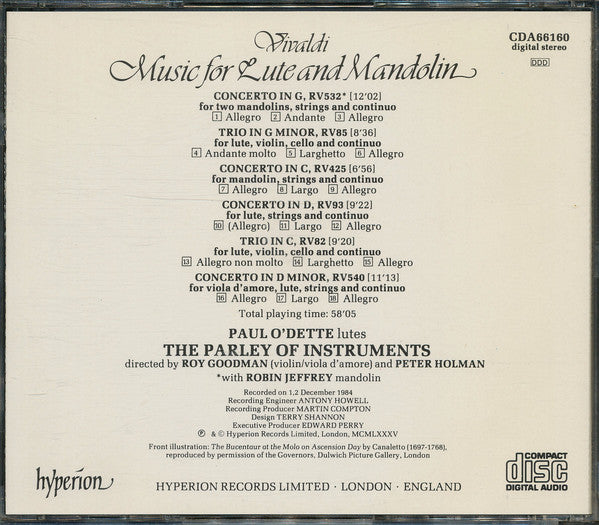 Vivaldi
Music for Lute and Mandolin
CDA66160
digital stereo
DDD
CONCERTO IN G, RV532* [12'02]
for two mandolins, strings and continuo
1 Allegro 2 Andante 3 Allegro
TRIO IN G MINOR, RV85 [8'36]
for lute, violin, cello and continuo
4 Andante molto 5 Larghetto 6 Allegro
CONCERTO IN C, RV425 [6'56]
for mandolin, strings and continuo
7 Allegro 8 Largo 9 Allegro
CONCERTO IN D, RV93 [9'22]
for lute, strings and continuo
10 (Allegro) 11 Largo 12 Allegro
TRIO IN C, RV82 [9'20]
for lute, violin, cello and continuo
13 Allegro non molto 14 Larghetto 15 Allegro
CONCERTO IN D MINOR, RV540 [11'13]
for viola d'amore, lute, strings and continuo
16 Allegro 17 Largo 18 Allegro
Total playing time: 58'05
PAUL O'DETTE lutes
THE PARLEY OF INSTRUMENTS
directed by ROY GOODMAN (violin/viola d'amore) and PETER HOLMAN
*with ROBIN JEFFREY mandolin
Recorded on 1,2 December 1984
Recording Engineer ANTONY HOWELL
Recording Producer MARTIN COMPTON
Design TERRY SHANNON
Executive Producer EDWARD PERRY
℗ & © Hyperion Records Limited, London, MCMLXXXV
Front illustration: The Bucentaur at the Molo on Ascension Day by Canaletto (1697-1768),
reproduced by permission of the Governors, Dulwich Picture Gallery, London
hyperion
HYPERION RECORDS LIMITED · LONDON · ENGLAND
COMPACT
disc
DIGITAL AUDIO